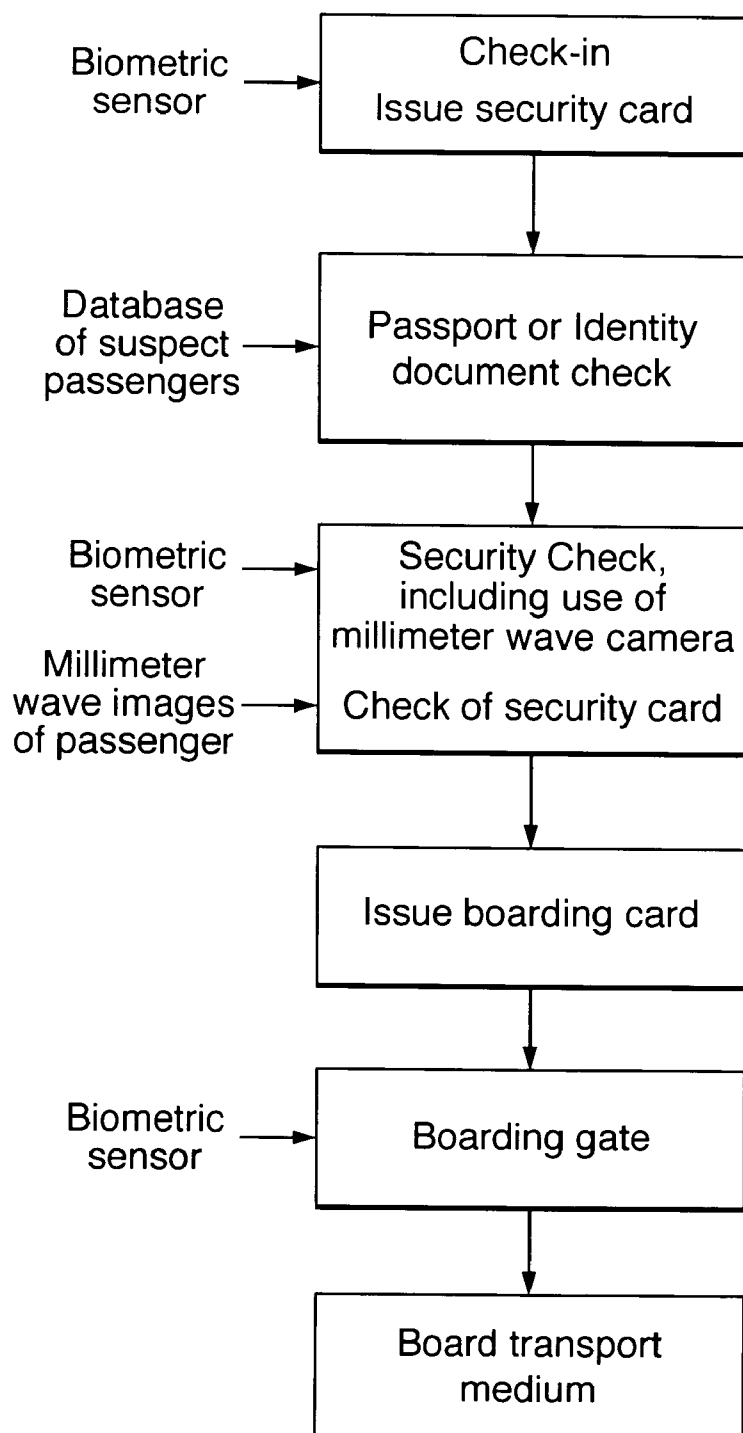 Biometric
sensor
Check-in
Issue security card
Database
of suspect
passengers
Passport or Identity
document check
Biometric
sensor
Millimeter
wave images
of passenger
Security Check,
including use of
millimeter wave camera
Check of security card
Issue boarding card
Biometric
sensor
Boarding gate
Board transport
medium